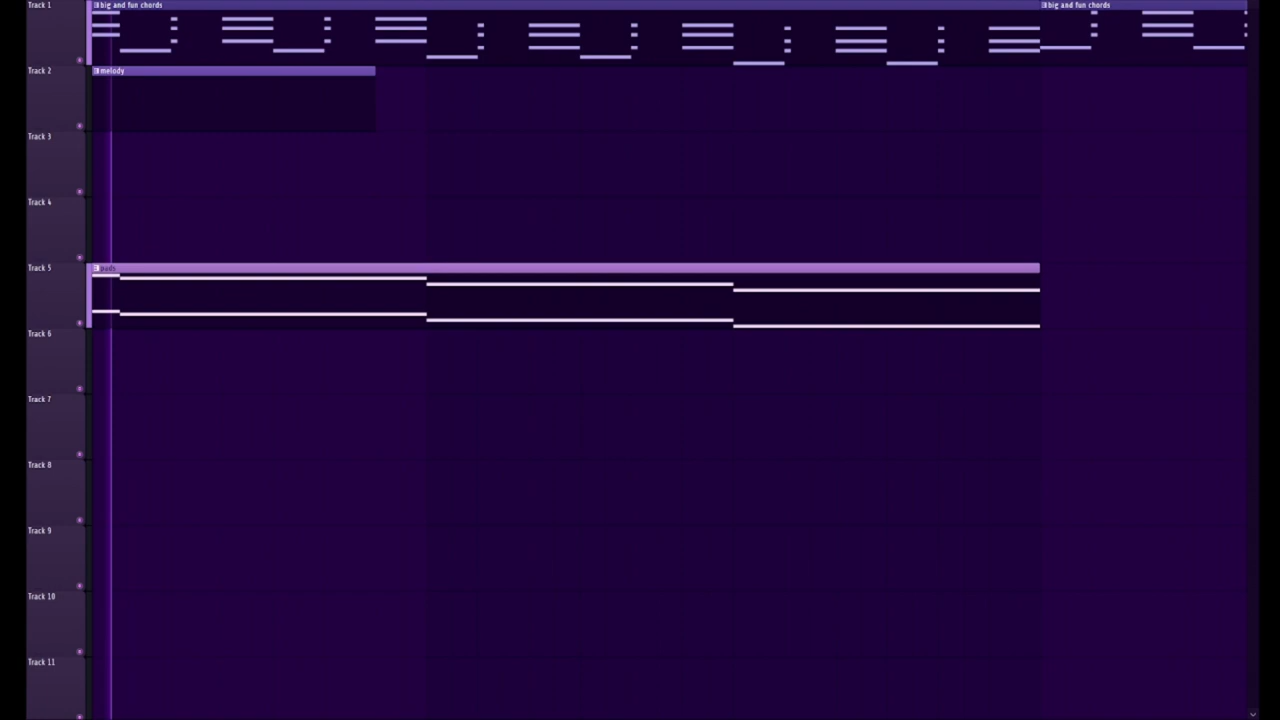 Track 1
big and fun chords
big and fun chords
Track 2
melody
Track 3
Track 4
Track 5
pads
Track 6
Track 7
Track 8
Track 9
Track 10
Track 11